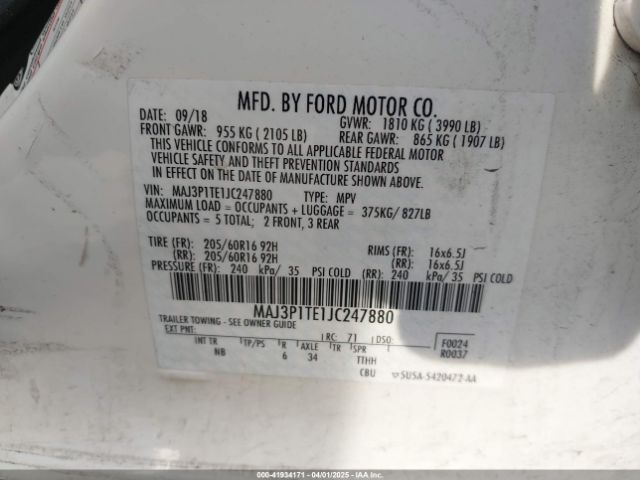 MFD. BY FORD MOTOR CO.
DATE: 09/18 GVWR: 1810 KG ( 3990 LB)
FRONT GAWR: 955 KG ( 2105 LB) REAR GAWR: 865 KG ( 1907 LB)
THIS VEHICLE CONFORMS TO ALL APPLICABLE FEDERAL MOTOR
VEHICLE SAFETY AND THEFT PREVENTION STANDARDS
IN EFFECT ON THE DATE OF MANUFACTURE SHOWN ABOVE.
VIN: MAJ3P1TE1JC247880 TYPE: MPV
MAXIMUM LOAD = OCCUPANTS + LUGGAGE = 375KG/ 827LB
OCCUPANTS = 5 TOTAL; 2 FRONT, 3 REAR
TIRE (FR): 205/60R16 92H RIMS (FR): 16x6.5J
(RR): 205/60R16 92H (RR): 16x6.5J
PRESSURE (FR): 240 kPa/ 35 PSI COLD (RR): 240 kPa/ 35 PSI COLD
MAJ3P1TE1JC247880
TRAILER TOWING - SEE OWNER GUIDE
EXT PNT: RC: 71 DSO: F0024
INT TR TP/PS R AXLE TR SPR R0037
NB 6 34 TTHH
CBU SU5A-5420472-AA
000-41934171 - 04/01/2025 - IAAI.COM